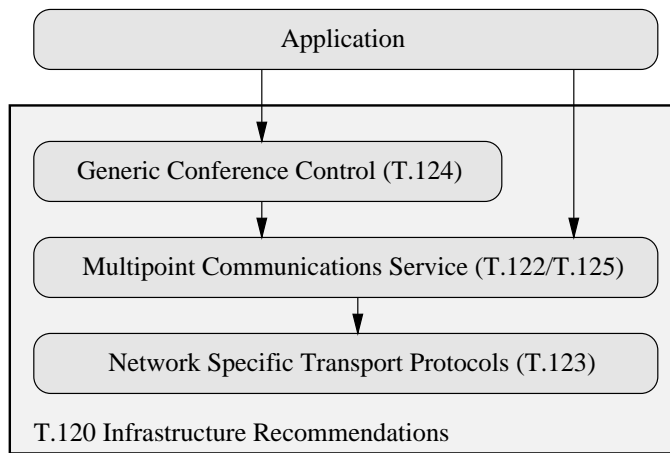 Application
Generic Conference Control (T.124)
Multipoint Communications Service (T.122/T.125)
Network Specific Transport Protocols (T.123)
T.120 Infrastructure Recommendations